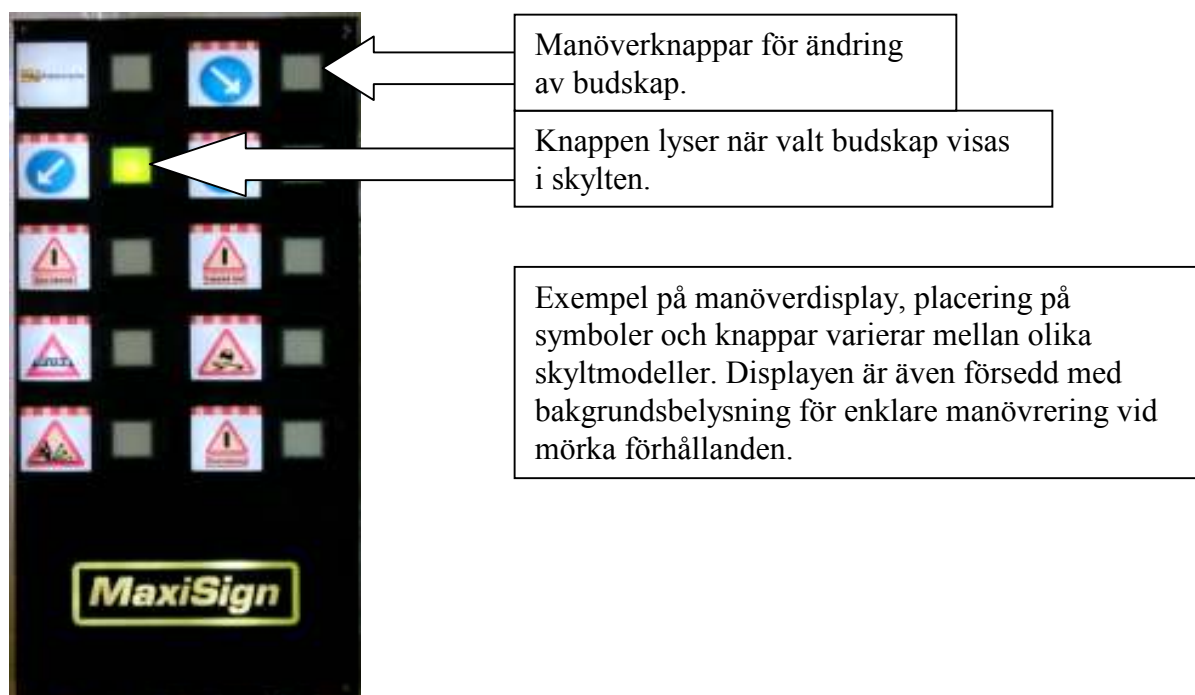 Manöverknappar för ändring
av budskap.
Knappen lyser när valt budskap visas
i skylten.
Exempel på manöverdisplay, placering på
symboler och knappar varierar mellan olika
skyltmodeller. Displayen är även försedd med
bakgrundsbelysning för enklare manövrering vid
mörka förhållanden.
MaxiSign